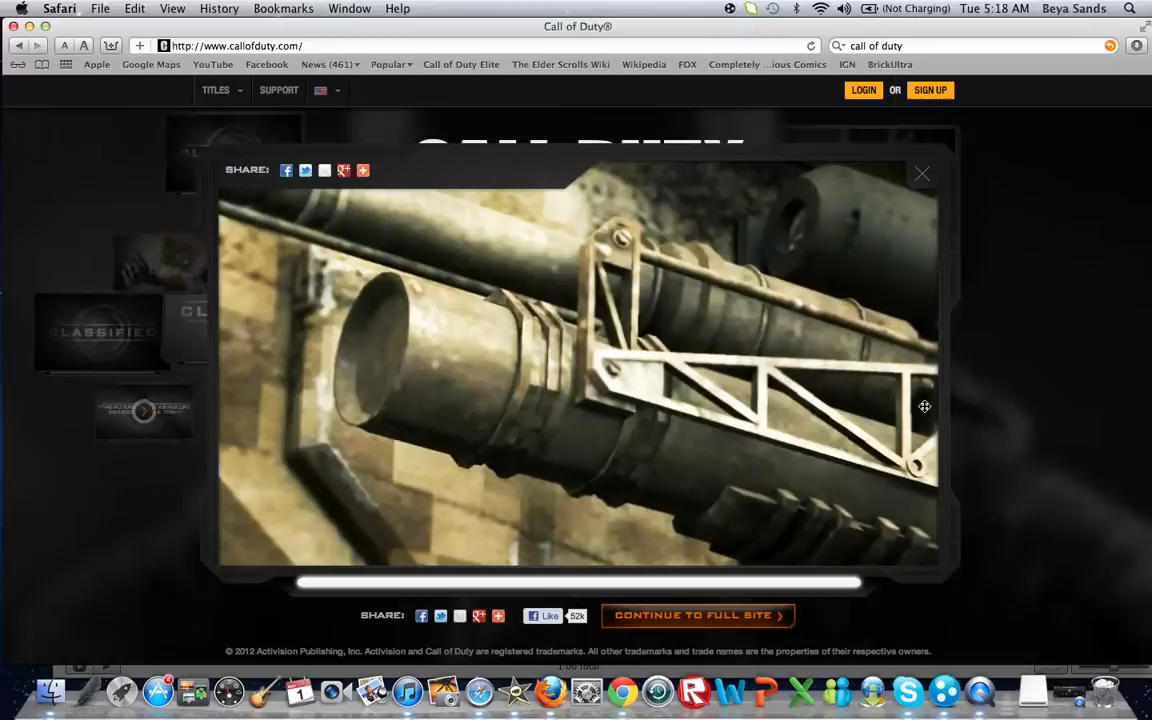 Safari File Edit View History Bookmarks Window Help (Not Charging) Tue 5:18 AM Beya Sands
Call of Duty®
A A + http://www.callofduty.com/ call of duty
Apple Google Maps YouTube Facebook News (461) Popular Call of Duty Elite The Elder Scrolls Wiki Wikipedia FOX Completely ...ious Comics IGN BrickUltra
TITLES SUPPORT LOGIN OR SIGN UP
CALL DUTY
SHARE:
CLASSIFIED
SHARE: Like 52k CONTINUE TO FULL SITE
© 2012 Activision Publishing, Inc. Activision and Call of Duty are registered trademarks. All other trademarks and trade names are the properties of their respective owners.